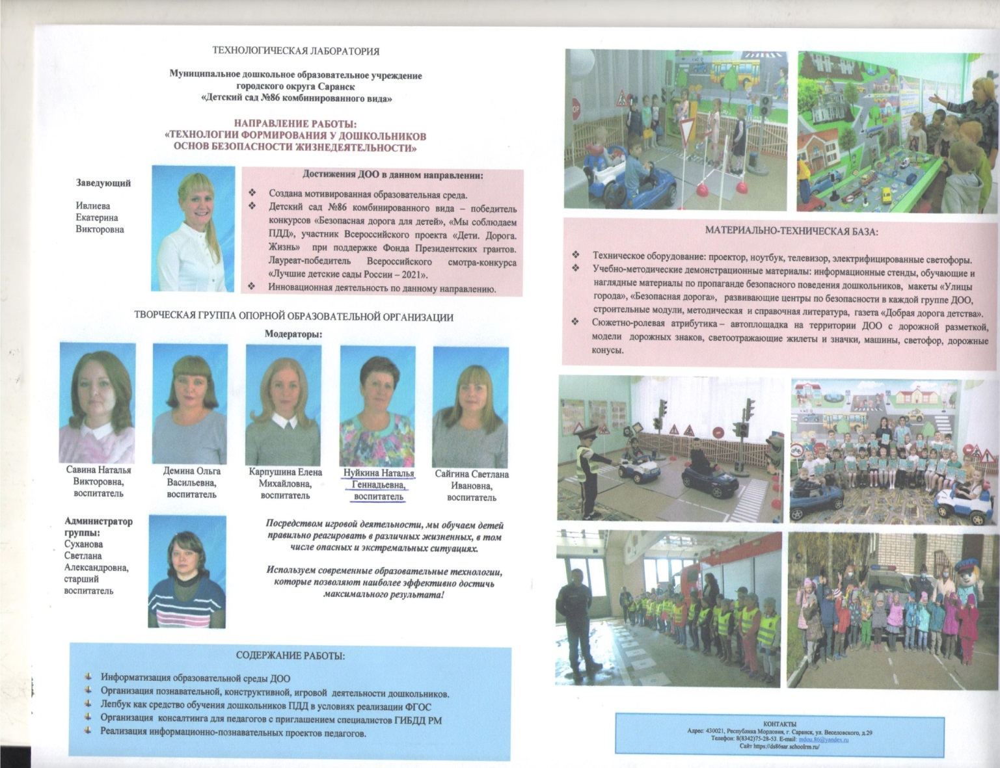 ТЕХНОЛОГИЧЕСКАЯ ЛАБОРАТОРИЯ
Муниципальное дошкольное образовательное учреждение
городского округа Саранск
«Детский сад №86 комбинированного вида»
НАПРАВЛЕНИЕ РАБОТЫ:
«ТЕХНОЛОГИИ ФОРМИРОВАНИЯ У ДОШКОЛЬНИКОВ
ОСНОВ БЕЗОПАСНОСТИ ЖИЗНЕДЕЯТЕЛЬНОСТИ»
Заведующий
Ивлиева
Екатерина
Викторовна
Достижения ДОО в данном направлении:
Создана мотивированная образовательная среда.
Детский сад №86 комбинированного вида – победитель
конкурсов «Безопасная дорога для детей», «Мы соблюдаем
ПДД», участник Всероссийского проекта «Дети. Дорога.
Жизнь» при поддержке Фонда Президентских грантов.
Лауреат-победитель Всероссийского смотра-конкурса
«Лучшие детские сады России – 2021».
Инновационная деятельность по данному направлению.
ТВОРЧЕСКАЯ ГРУППА ОПОРНОЙ ОБРАЗОВАТЕЛЬНОЙ ОРГАНИЗАЦИИ
Модераторы:
Савина Наталья
Викторовна,
воспитатель
Демина Ольга
Васильевна,
воспитатель
Карпушина Елена
Михайловна,
воспитатель
Нуйкина Наталья
Геннадьевна,
воспитатель
Сайгина Светлана
Ивановна,
воспитатель
Администратор
группы:
Суханова
Светлана
Александровна,
старший
воспитатель
Посредством игровой деятельности, мы обучаем детей
правильно реагировать в различных жизненных, в том
числе опасных и экстремальных ситуациях.
Используем современные образовательные технологии,
которые позволяют наиболее эффективно достичь
максимального результата!
СОДЕРЖАНИЕ РАБОТЫ:
Информатизация образовательной среды ДОО
Организация познавательной, конструктивной, игровой деятельности дошкольников.
Лепбук как средство обучения дошкольников ПДД в условиях реализации ФГОС
Организация консалтинга для педагогов с приглашением специалистов ГИБДД РМ
Реализация информационно-познавательных проектов педагогов.
МАТЕРИАЛЬНО-ТЕХНИЧЕСКАЯ БАЗА:
Техническое оборудование: проектор, ноутбук, телевизор, электрифицированные светофоры.
Учебно-методические демонстрационные материалы: информационные стенды, обучающие и
наглядные материалы по пропаганде безопасного поведения дошкольников, макеты «Улицы
города», «Безопасная дорога», развивающие центры по безопасности в каждой группе ДОО,
строительные модули, методическая и справочная литература, газета «Добрая дорога детства».
Сюжетно-ролевая атрибутика – автоплощадка на территории ДОО с дорожной разметкой,
модели дорожных знаков, светоотражающие жилеты и значки, машины, светофор, дорожные
конусы.
КОНТАКТЫ
Адрес: 430021, Республика Мордовия, г. Саранск, ул. Веселовского, д.29
Телефон: 8(8342)75-28-53. E-mail: mdou.86@yandex.ru
Сайт https://ds86sar.schoolrm.ru/